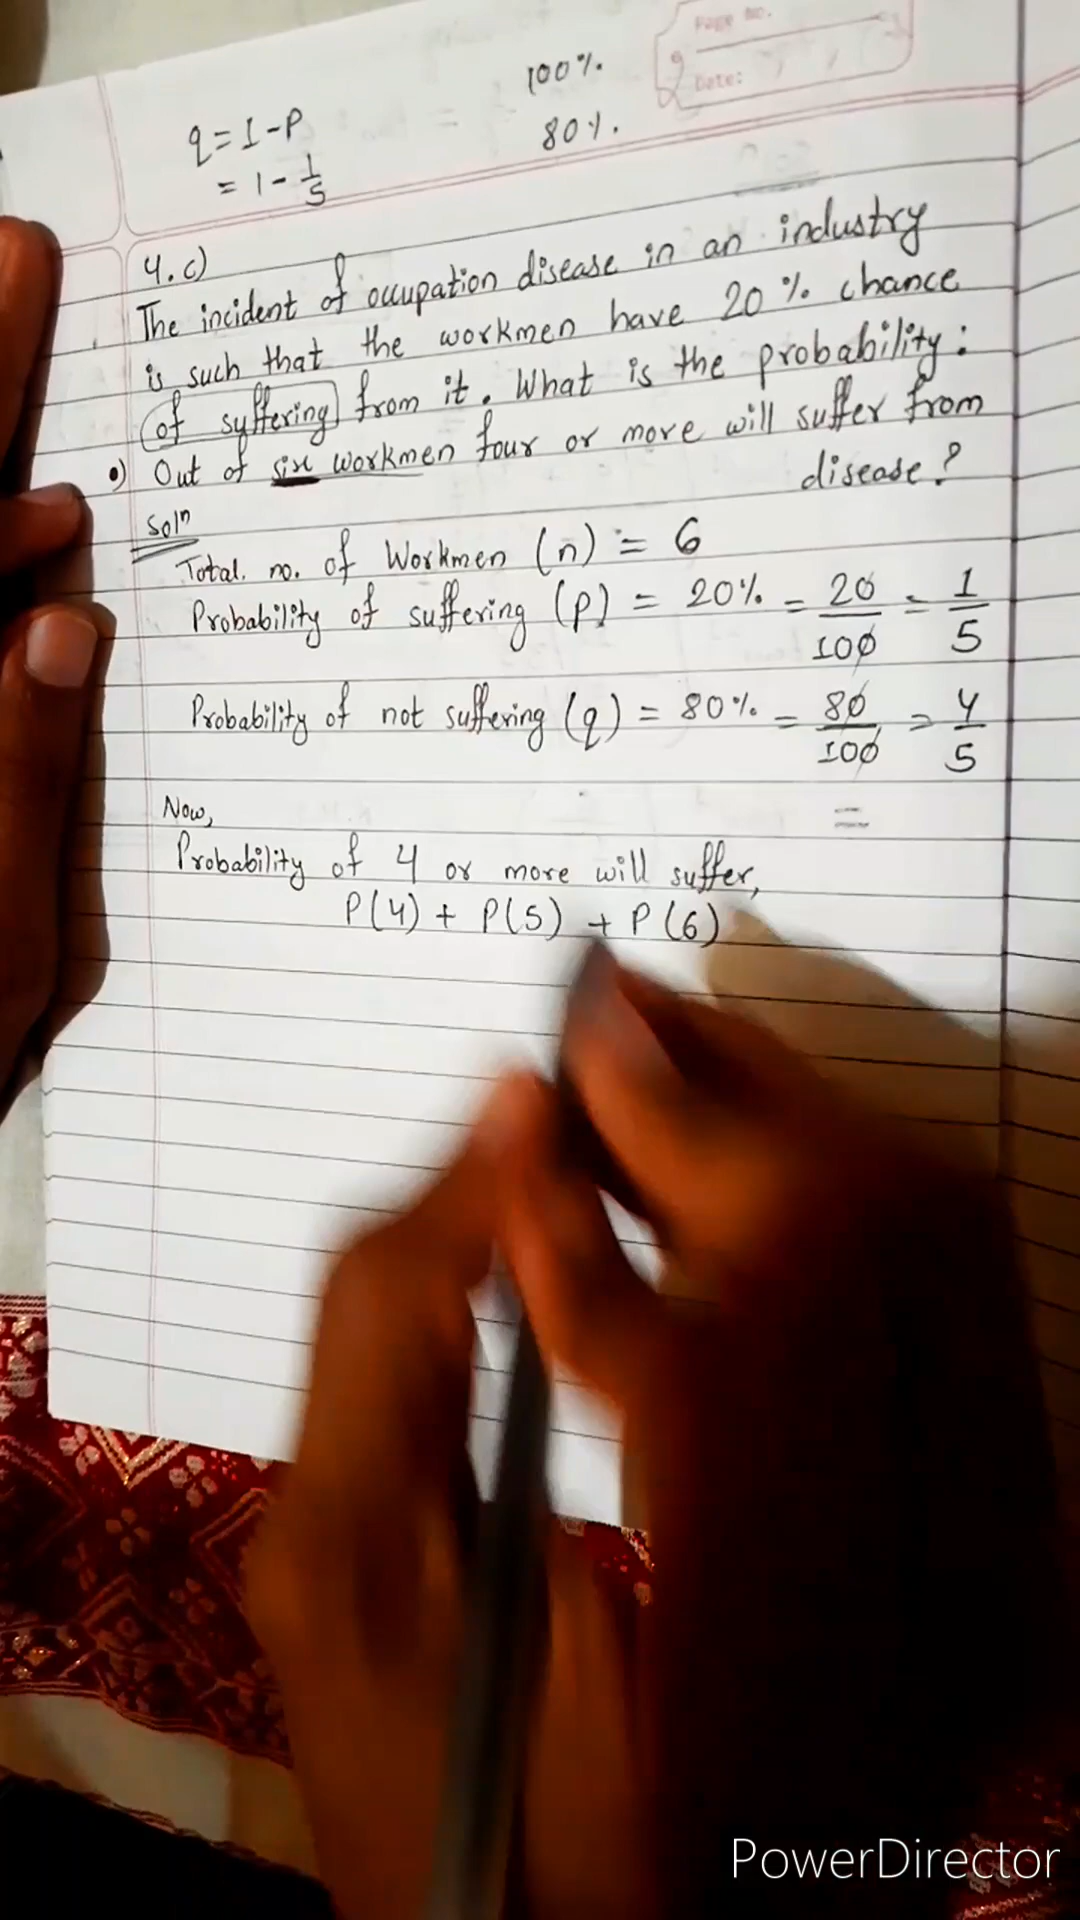 Page No.
Date:
100%.
80%.
q = 1 - P
= 1 - 1/5
4.c)
The incident of occupation disease in an industry
is such that the workmen have 20 % chance
of suffering from it. What is the probability:
•) Out of six workmen four or more will suffer from
disease?
Soln
Total. no. of Workmen (n) = 6
Probability of suffering (p) = 20% = 20/100 = 1/5
Probability of not suffering (q) = 80% = 80/100 = 4/5
Now,
Probability of 4 or more will suffer,
P(4) + P(5) + P(6)
PowerDirector